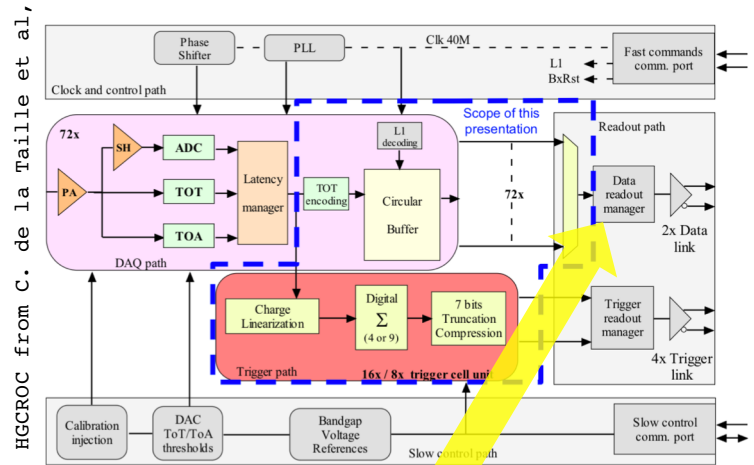 HGCROC from C. de la Taille et al,
Phase
Shifter
PLL
Clk 40M
L1
BxRst
Fast commands
comm. port
Clock and control path
72x
SH
ADC
PA
TOT
TOA
Latency
manager
DAQ path
TOT
encoding
L1
decoding
Circular
Buffer
Scope of this
presentation
72x
Readout path
Data
readout
manager
2x Data
link
Charge
Linearization
Digital
Σ
(4 or 9)
7 bits
Truncation
Compression
Trigger path
16x / 8x trigger cell unit
Trigger
readout
manager
4x Trigger
link
Calibration
injection
DAC
ToT/ToA
thresholds
Bandgap
Voltage
References
Slow control path
Slow control
comm. port